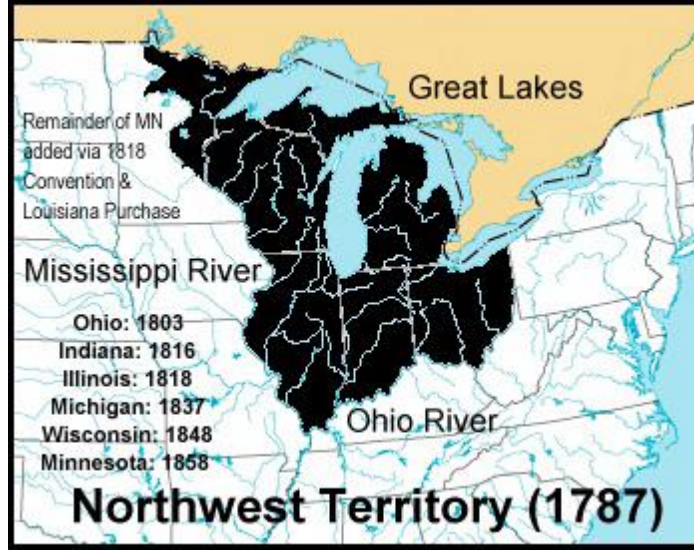 Great Lakes
Remainder of MN
added via 1818
Convention &
Louisiana Purchase
Mississippi River
Ohio: 1803
Indiana: 1816
Illinois: 1818
Michigan: 1837
Wisconsin: 1848
Minnesota: 1858
Ohio River
Northwest Territory (1787)